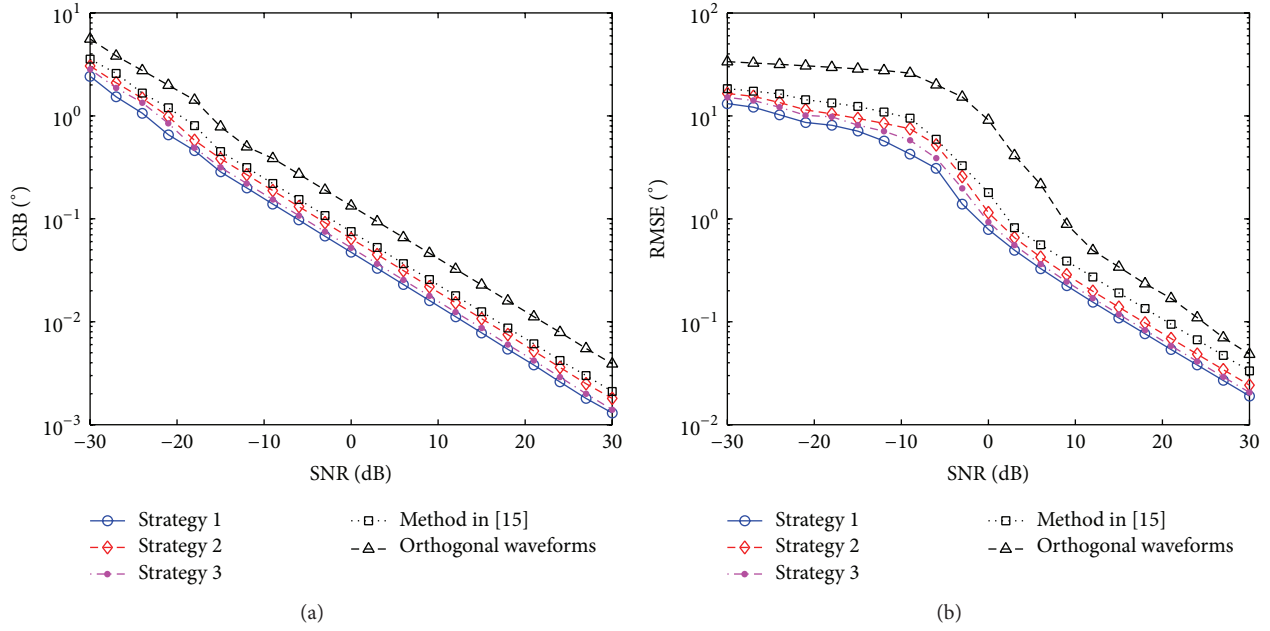 10^1
10^0
10^−1
10^−2
10^−3
CRB (°)
−30 −20 −10 0 10 20 30
SNR (dB)
Strategy 1
Strategy 2
Strategy 3
Method in [15]
Orthogonal waveforms
(a)
10^2
10^1
10^0
10^−1
10^−2
RMSE (°)
−30 −20 −10 0 10 20 30
SNR (dB)
Strategy 1
Strategy 2
Strategy 3
Method in [15]
Orthogonal waveforms
(b)